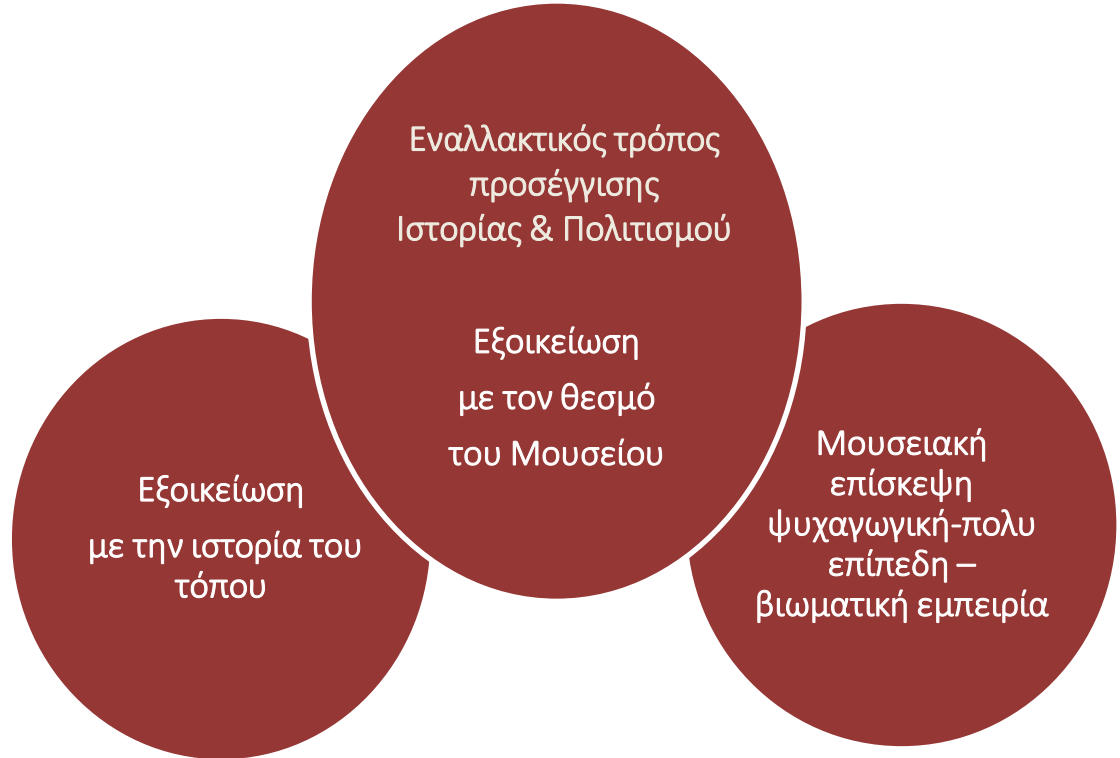 Εναλλακτικός τρόπος
προσέγγισης
Ιστορίας & Πολιτισμού
Εξοικείωση
με τον θεσμό
του Μουσείου
Εξοικείωση
με την ιστορία του
τόπου
Μουσειακή
επίσκεψη
ψυχαγωγική-πολυ
επίπεδη –
βιωματική εμπειρία